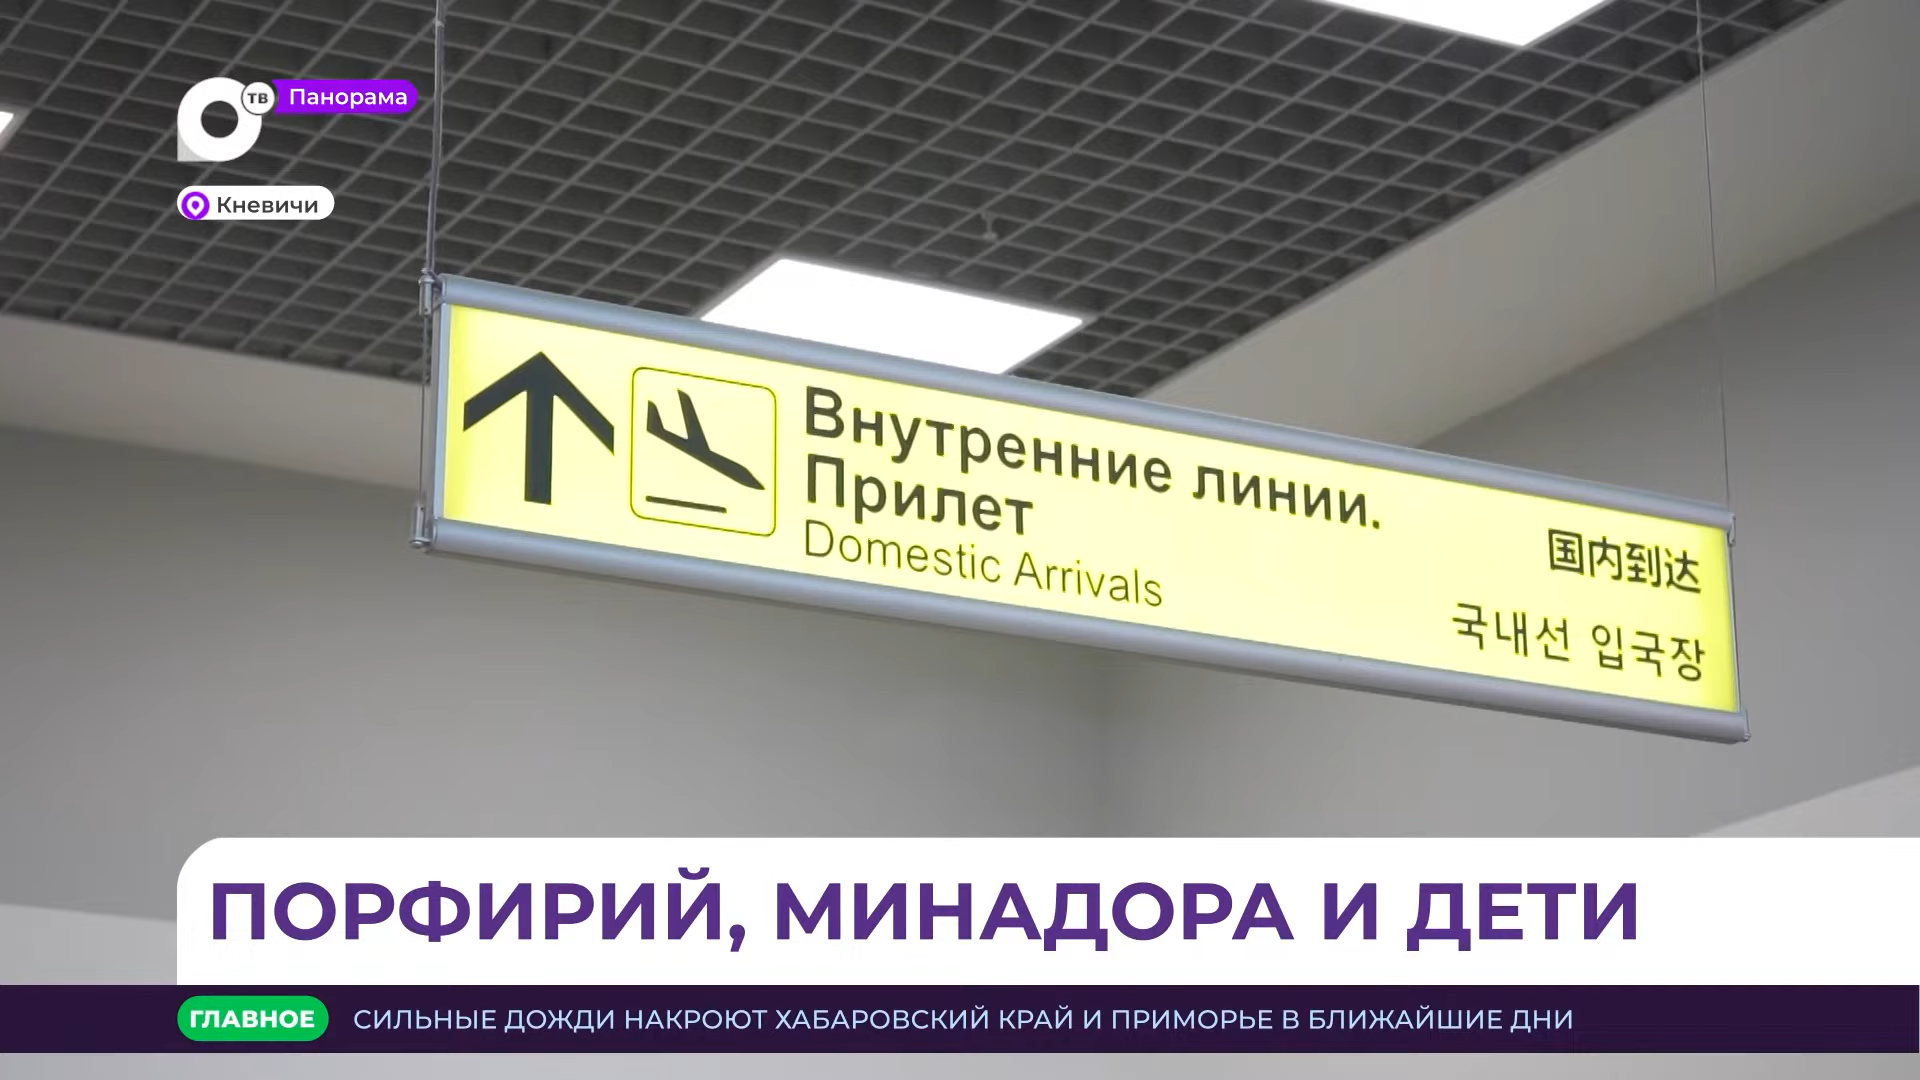 ТВ Панорама
Кневичи
Внутренние линии.
Прилет
Domestic Arrivals
国内到达
국내선 입국장
ПОРФИРИЙ, МИНАДОРА И ДЕТИ
ГЛАВНОЕ СИЛЬНЫЕ ДОЖДИ НАКРОЮТ ХАБАРОВСКИЙ КРАЙ И ПРИМОРЬЕ В БЛИЖАЙШИЕ ДНИ